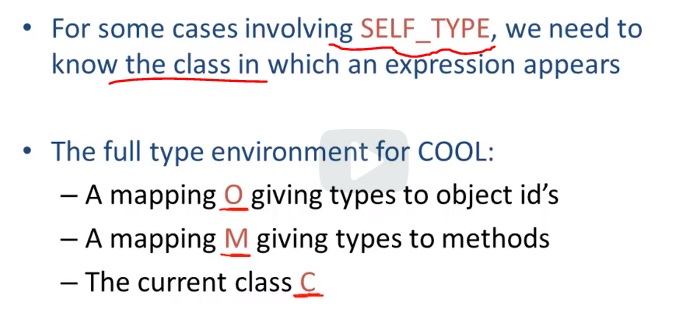 • For some cases involving SELF_TYPE, we need to
know the class in which an expression appears
• The full type environment for COOL:
– A mapping O giving types to object id’s
– A mapping M giving types to methods
– The current class C